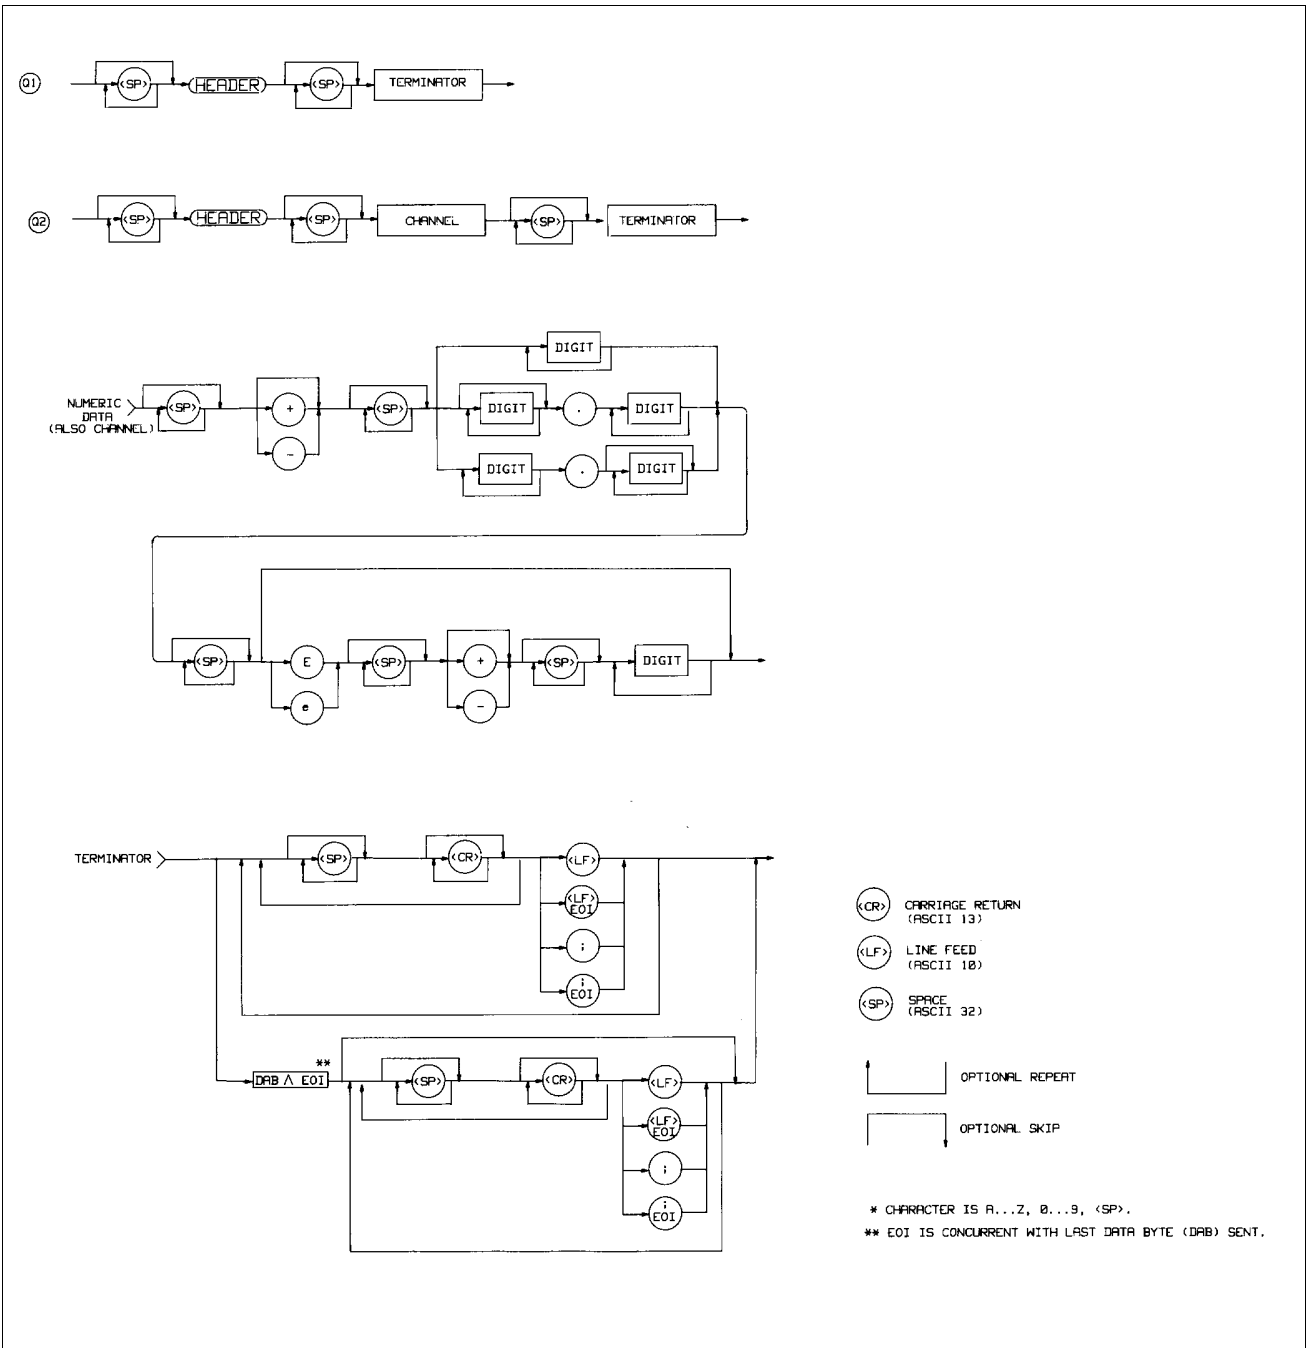 Q1 <SP> HEADER <SP> TERMINATOR
Q2 <SP> HEADER <SP> CHANNEL <SP> TERMINATOR
DIGIT
NUMERIC DATA (ALSO CHANNEL) <SP> + <SP> DIGIT . DIGIT
- DIGIT . DIGIT
<SP> E <SP> + <SP> DIGIT
e -
TERMINATOR <SP> <CR> <LF>
<LF> EOI
;
; EOI
**
DAB Λ EOI <SP> <CR> <LF>
<LF> EOI
;
; EOI
<CR> CARRIAGE RETURN
(ASCII 13)
<LF> LINE FEED
(ASCII 10)
<SP> SPACE
(ASCII 32)
OPTIONAL REPEAT
OPTIONAL SKIP
* CHARACTER IS A...Z, 0...9, <SP>.
** EOI IS CONCURRENT WITH LAST DATA BYTE (DAB) SENT.